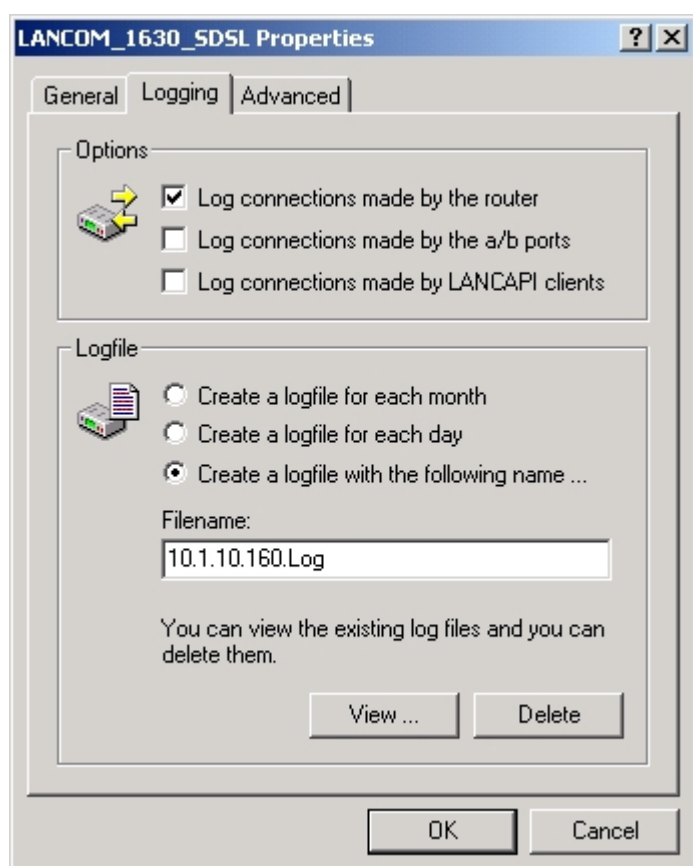 LANCOM_1630_SDSL Properties
General Logging Advanced
Options
Log connections made by the router
Log connections made by the a/b ports
Log connections made by LANCAPI clients
Logfile
Create a logfile for each month
Create a logfile for each day
Create a logfile with the following name ...
Filename:
10.1.10.160.Log
You can view the existing log files and you can
delete them.
View ... Delete
OK Cancel